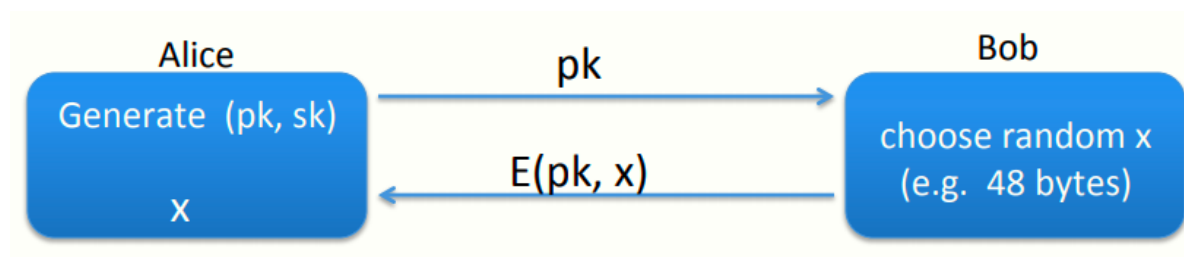 Alice
Generate (pk, sk)
x
pk
E(pk, x)
Bob
choose random x
(e.g. 48 bytes)